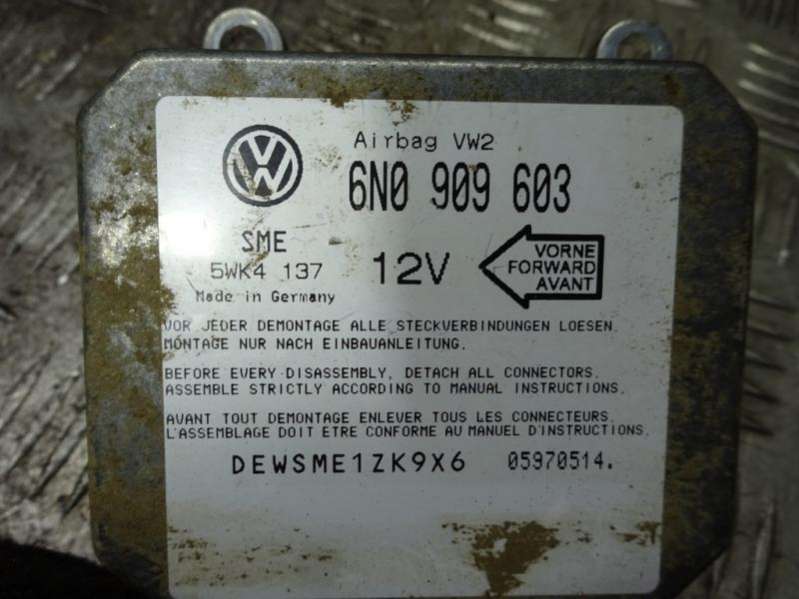 Airbag VW2
6N0 909 603
SME
5WK4 137
12V
VORNE
FORWARD
AVANT
Made in Germany
VOR JEDER DEMONTAGE ALLE STECKVERBINDUNGEN LOESEN.
MONTAGE NUR NACH EINBAUANLEITUNG.
BEFORE EVERY DISASSEMBLY, DETACH ALL CONNECTORS.
ASSEMBLE STRICTLY ACCORDING TO MANUAL INSTRUCTIONS.
AVANT TOUT DEMONTAGE ENLEVER TOUS LES CONNECTEURS.
L'ASSEMBLAGE DOIT ETRE CONFORME AU MANUEL D'INSTRUCTIONS.
DEWSME1ZK9X6 05970514.